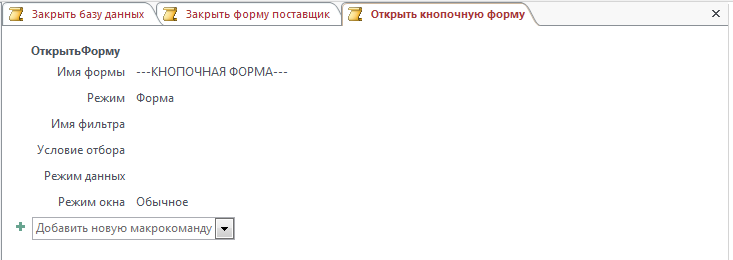 Закрыть базу данных Закрыть форму поставщик Открыть кнопочную форму
ОткрытьФорму
Имя формы ---КНОПОЧНАЯ ФОРМА---
Режим Форма
Имя фильтра
Условие отбора
Режим данных
Режим окна Обычное
Добавить новую макрокоманду